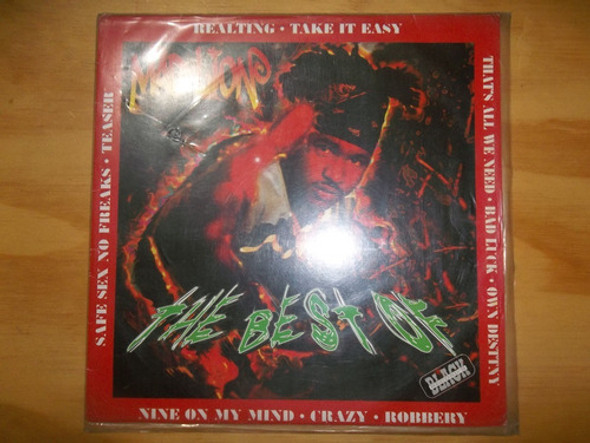 REALTING • TAKE IT EASY
THAT'S ALL WE NEED • BAD LUCK • OWN DESTINY
THE BEST OF
BLACK
SAFE SEX NO FREAKS • TEASER
NINE ON MY MIND • CRAZY • ROBBERY